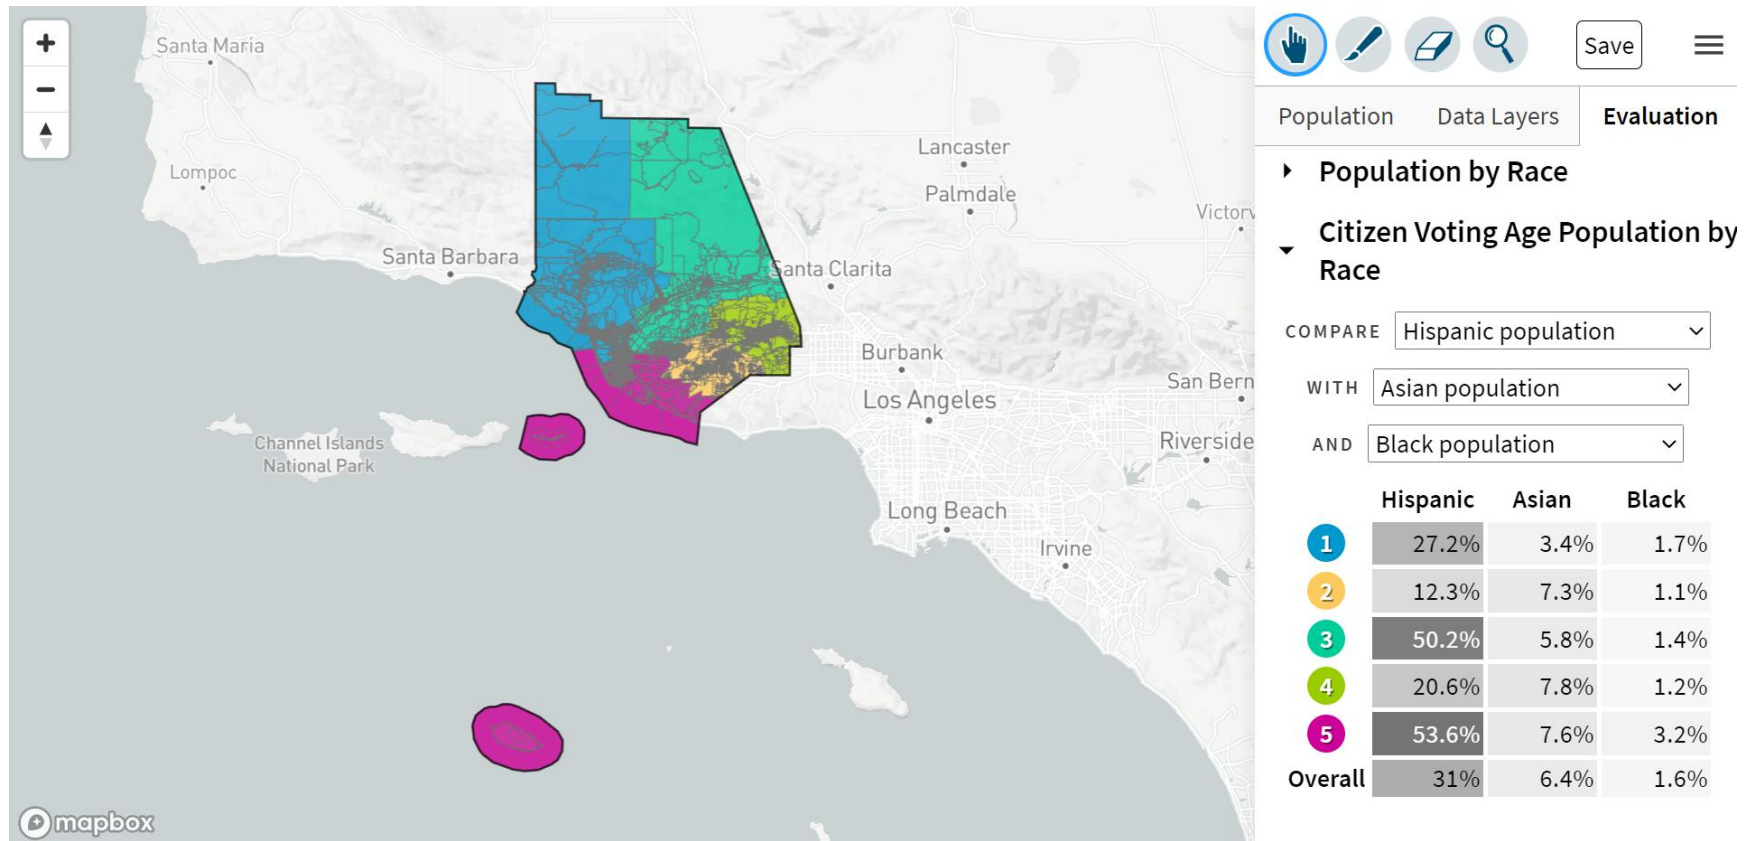 Santa Maria
Lompoc
Santa Barbara
Lancaster
Palmdale
Victorv
Santa Clarita
Burbank
Los Angeles
San Bern
Channel Islands
National Park
Riverside
Long Beach
Irvine
mapbox
Save
Population Data Layers Evaluation
Population by Race
Citizen Voting Age Population by
Race
COMPARE Hispanic population
WITH Asian population
AND Black population
Hispanic Asian Black
1 27.2% 3.4% 1.7%
2 12.3% 7.3% 1.1%
3 50.2% 5.8% 1.4%
4 20.6% 7.8% 1.2%
5 53.6% 7.6% 3.2%
Overall 31% 6.4% 1.6%